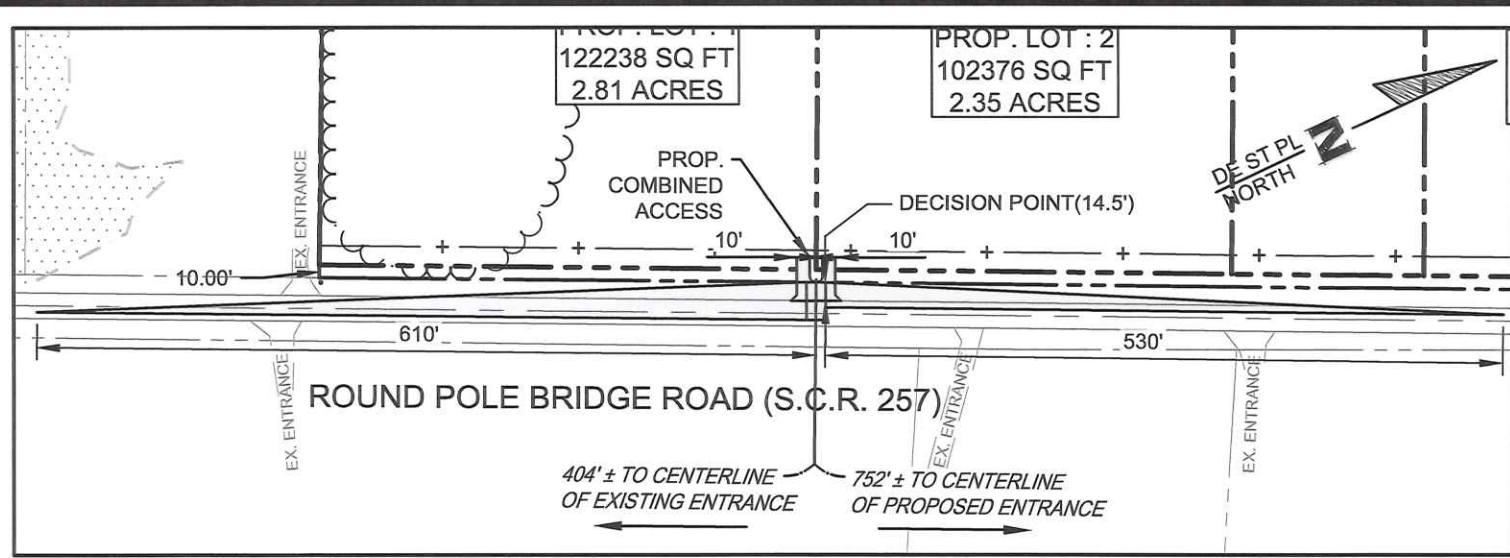 PROP. LOT : 1
122238 SQ FT
2.81 ACRES
PROP. LOT : 2
102376 SQ FT
2.35 ACRES
DE ST PL
NORTH
N
PROP.
COMBINED
ACCESS
DECISION POINT(14.5')
10'
10'
EX. ENTRANCE
10.00'
610'
530'
ROUND POLE BRIDGE ROAD (S.C.R. 257)
EX. ENTRANCE
EX. ENTRANCE
EX. ENTRANCE
404' ± TO CENTERLINE
OF EXISTING ENTRANCE
752' ± TO CENTERLINE
OF PROPOSED ENTRANCE